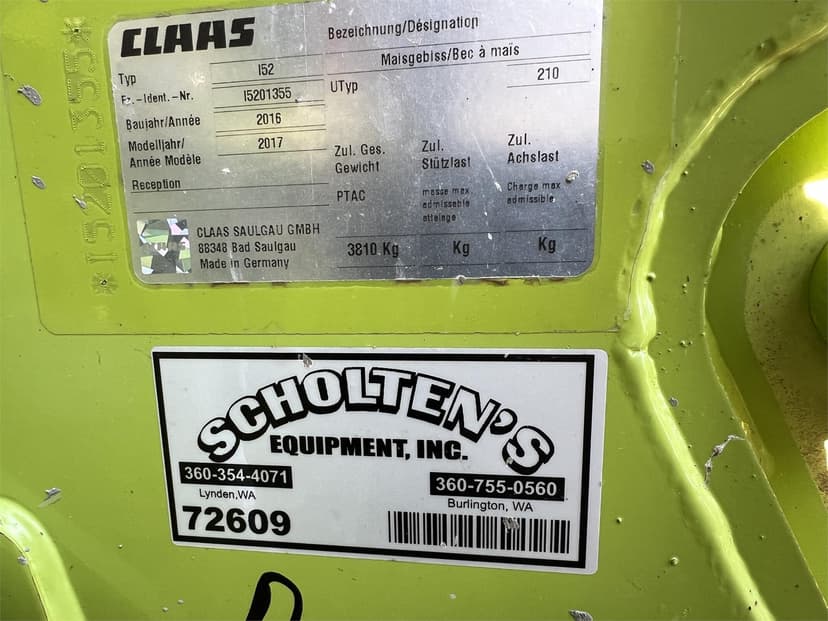 *I5201355*
CLAAS
Bezeichnung/Désignation
Maisgebiss/Bec à maïs
Typ I52
UTyp 210
Fz.-Ident.-Nr. I5201355
Baujahr/Année 2016
Modelljahr/
Année Modèle 2017
Reception
Zul. Ges.
Gewicht
PTAC
3810 Kg
Zul.
Stützlast
masse max
admisseble
attelage
Kg
Zul.
Achslast
Charge max
admissible.
Kg
CLAAS SAULGAU GMBH
88348 Bad Saulgau
Made in Germany
SCHOLTEN'S
EQUIPMENT, INC.
360-354-4071
Lynden,WA
360-755-0560
Burlington, WA
72609